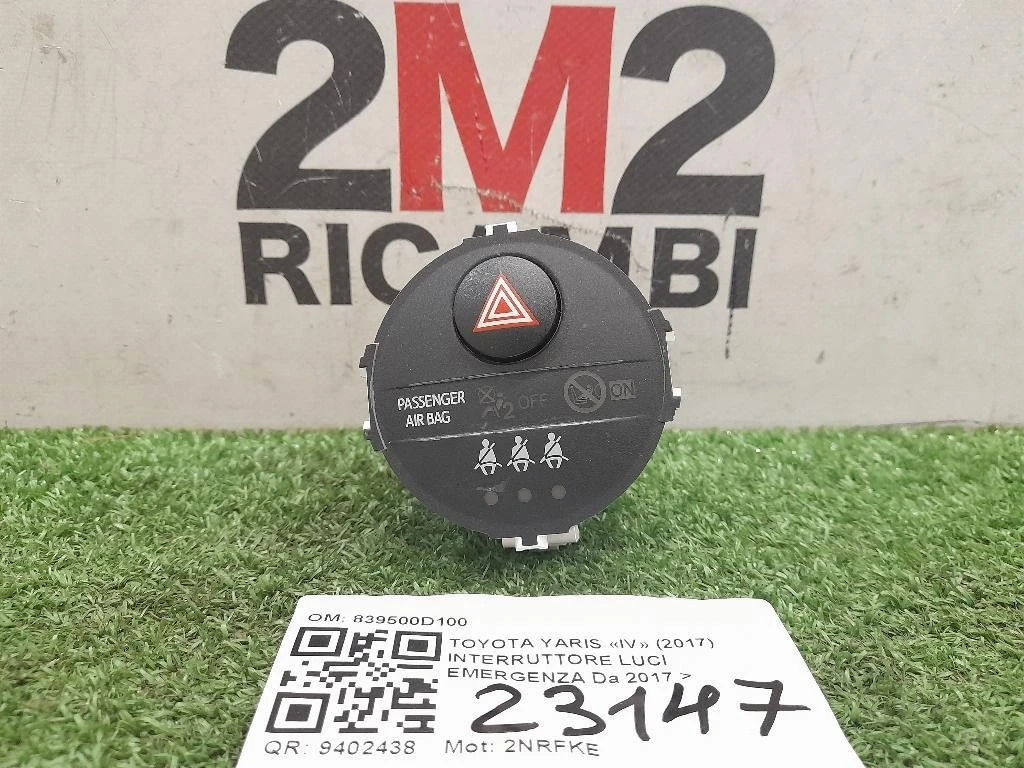 2M2
RICAMBI
PASSENGER
AIR BAG
2 OFF
ON
OM: 839500D100
TOYOTA YARIS «IV» (2017)
INTERRUTTORE LUCI
EMERGENZA Da 2017 >
23147
QR: 9402438 Mot: 2NRFKE